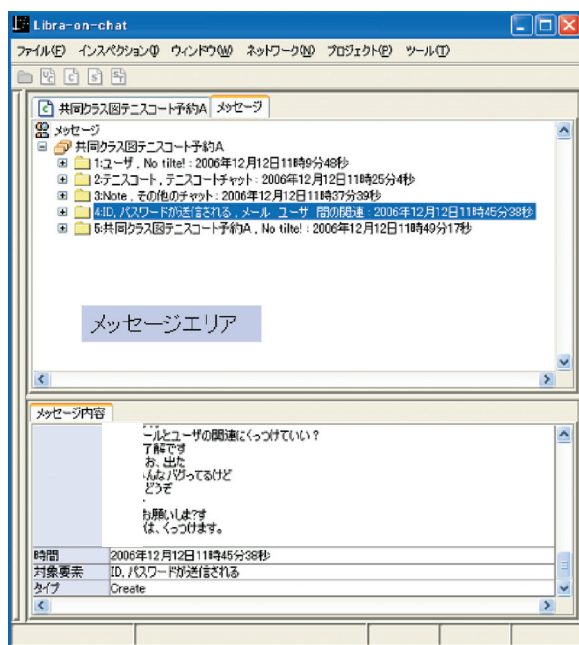 Libra-on-chat
ファイル(F) インスペクション(I) ウィンドウ(W) ネットワーク(N) プロジェクト(P) ツール(T)
共同クラス図テニスコート予約A メッセージ
メッセージ
共同クラス図テニスコート予約A
1:ユーザ , No tilte! : 2006年12月12日11時9分48秒
2:テニスコート , テニスコートチャット : 2006年12月12日11時25分4秒
3:Note , その他のチャット : 2006年12月12日11時37分39秒
4:ID, パスワードが送信される , メール ユーザ 間の関連 : 2006年12月12日11時45分38秒
5:共同クラス図テニスコート予約A , No tilte! : 2006年12月12日11時49分17秒
メッセージエリア
メッセージ内容
ールとユーザの関連にくっつけていい?
了解です
お、出た
んなバグってるけど
どうぞ
お願いしま?す
は、くっつけます。
時間 2006年12月12日11時45分38秒
対象要素 ID, パスワードが送信される
タイプ Create